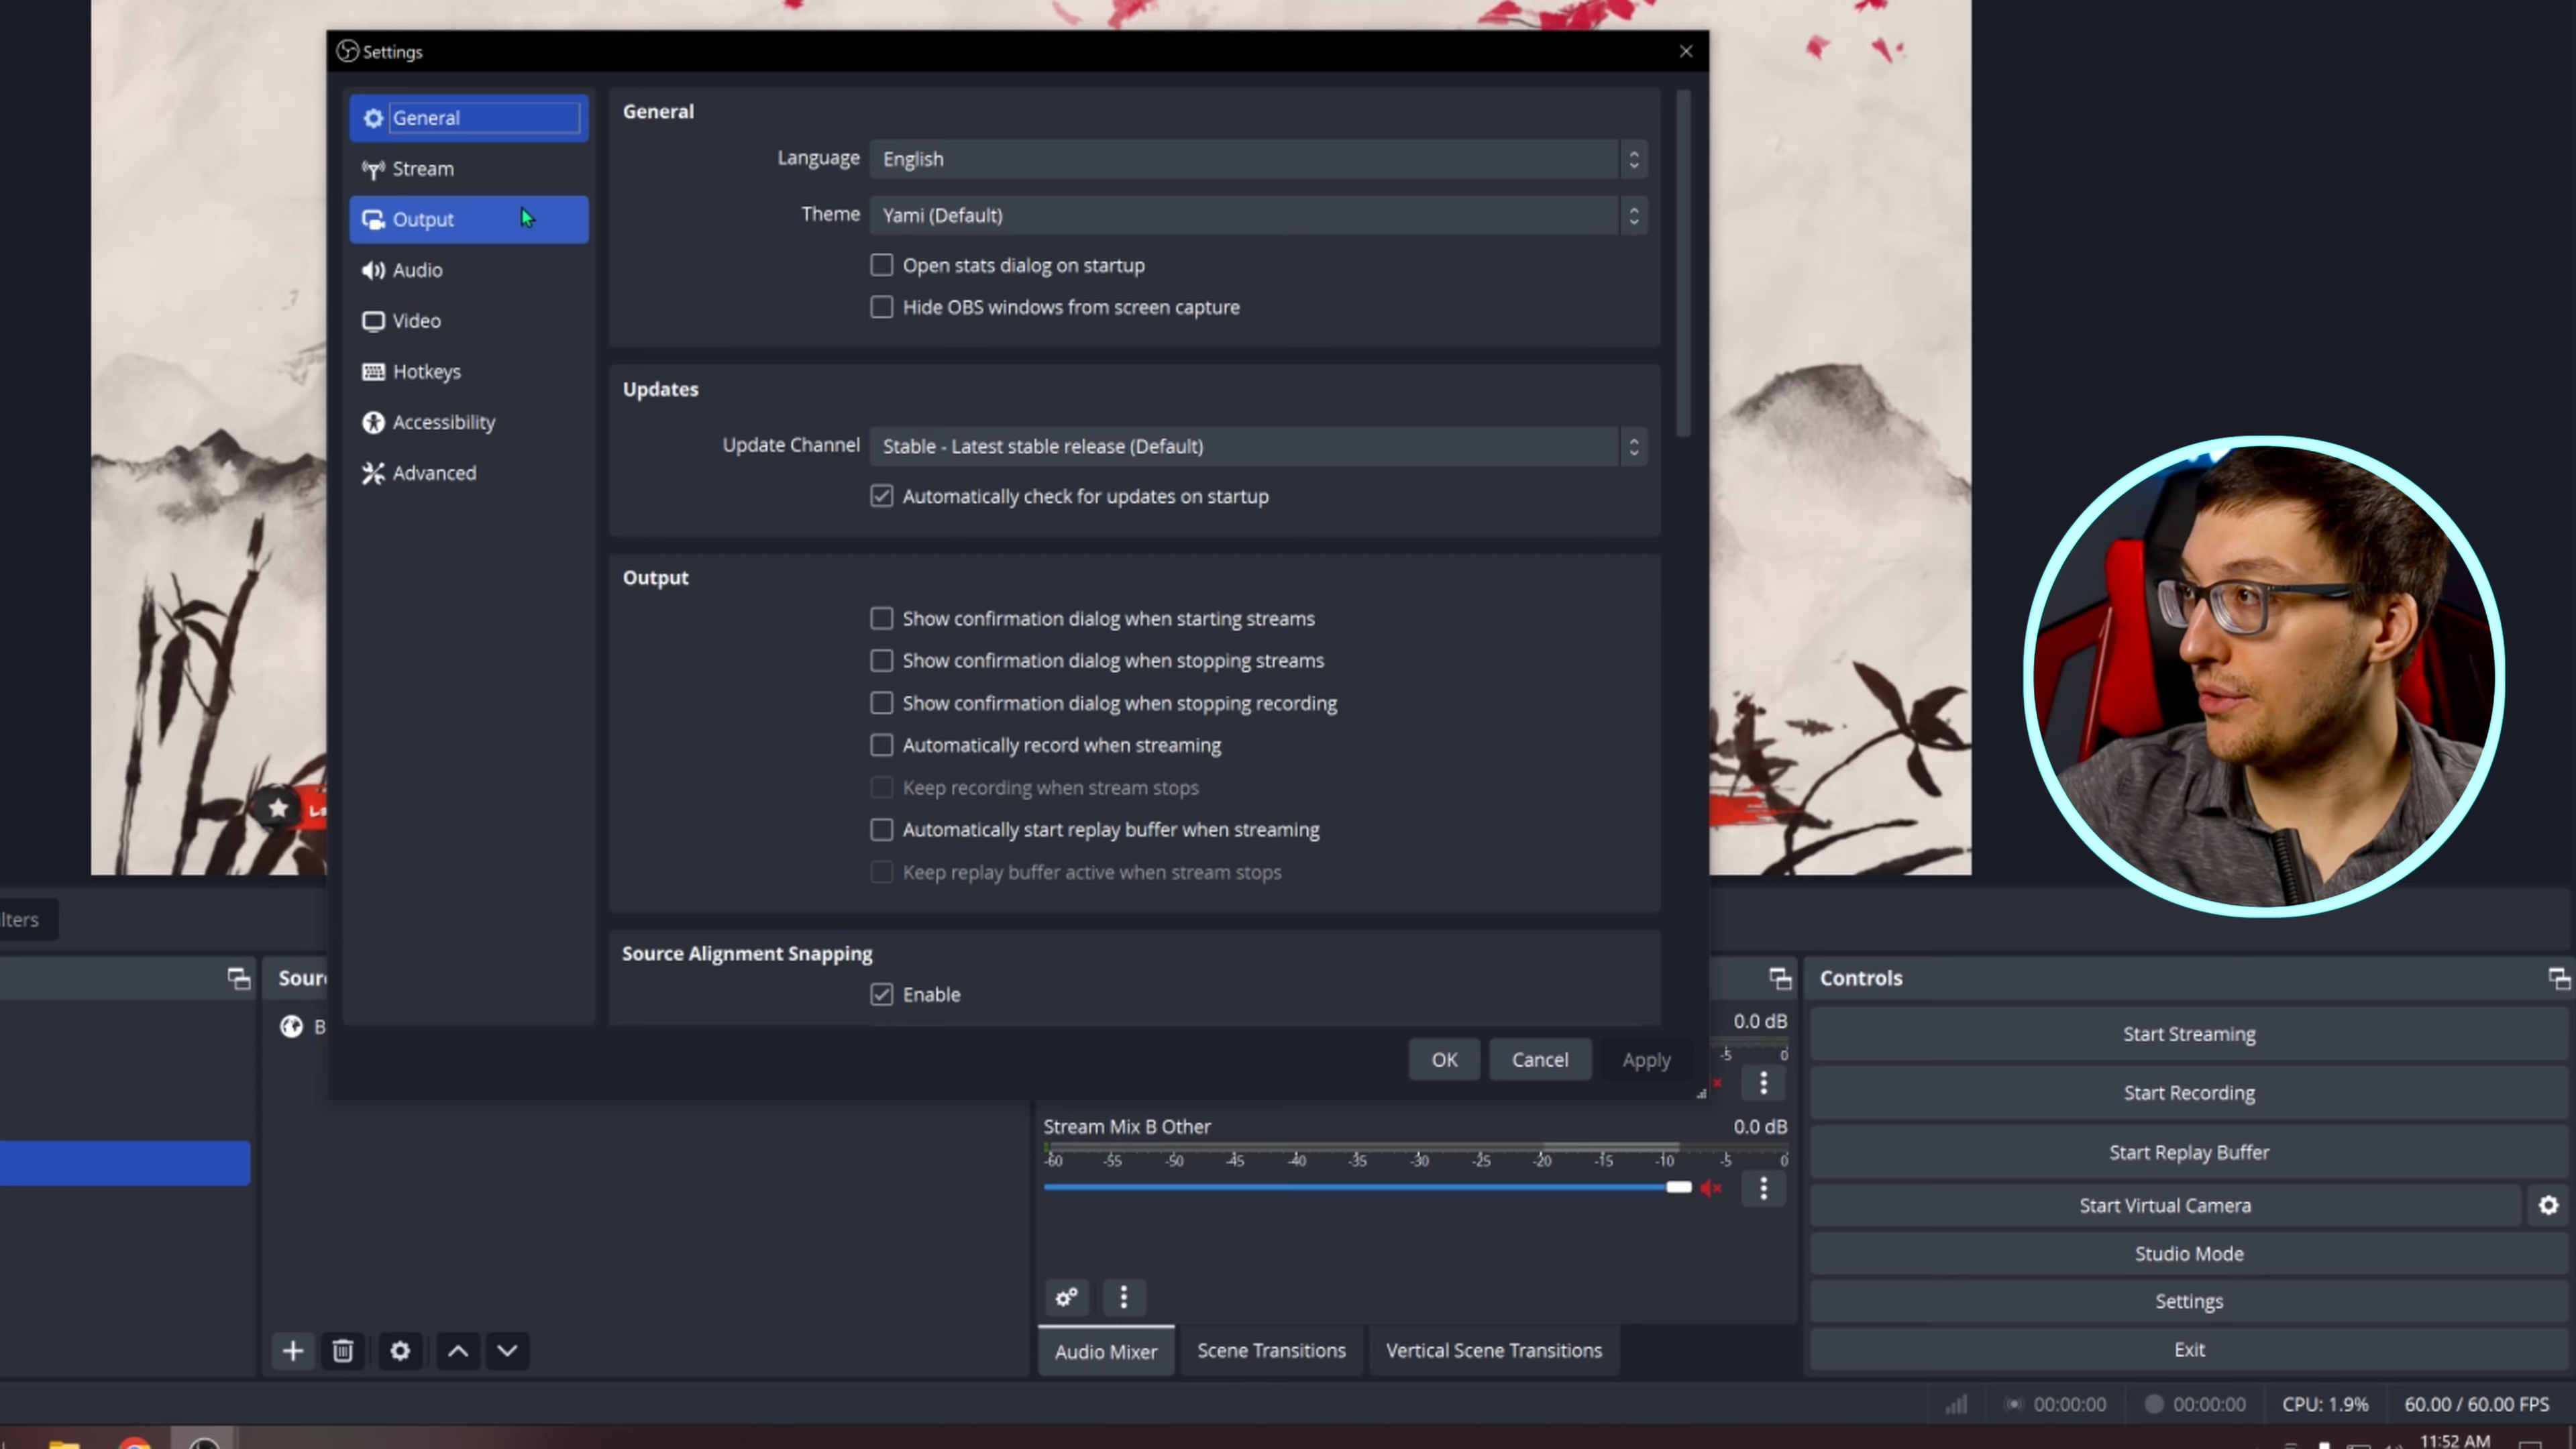 Settings
General
Stream
Output
Audio
Video
Hotkeys
Accessibility
Advanced
General
Language English
Theme Yami (Default)
Open stats dialog on startup
Hide OBS windows from screen capture
Updates
Update Channel Stable - Latest stable release (Default)
Automatically check for updates on startup
Output
Show confirmation dialog when starting streams
Show confirmation dialog when stopping streams
Show confirmation dialog when stopping recording
Automatically record when streaming
Keep recording when stream stops
Automatically start replay buffer when streaming
Keep replay buffer active when stream stops
Source Alignment Snapping
Enable
OK Cancel Apply
La
ilters
Sour
B
0.0 dB
-5 0
Stream Mix B Other 0.0 dB
-60 -55 -50 -45 -40 -35 -30 -25 -20 -15 -10 -5 0
Audio Mixer Scene Transitions Vertical Scene Transitions
Controls
Start Streaming
Start Recording
Start Replay Buffer
Start Virtual Camera
Studio Mode
Settings
Exit
00:00:00 00:00:00 CPU: 1.9% 60.00 / 60.00 FPS
11:52 AM